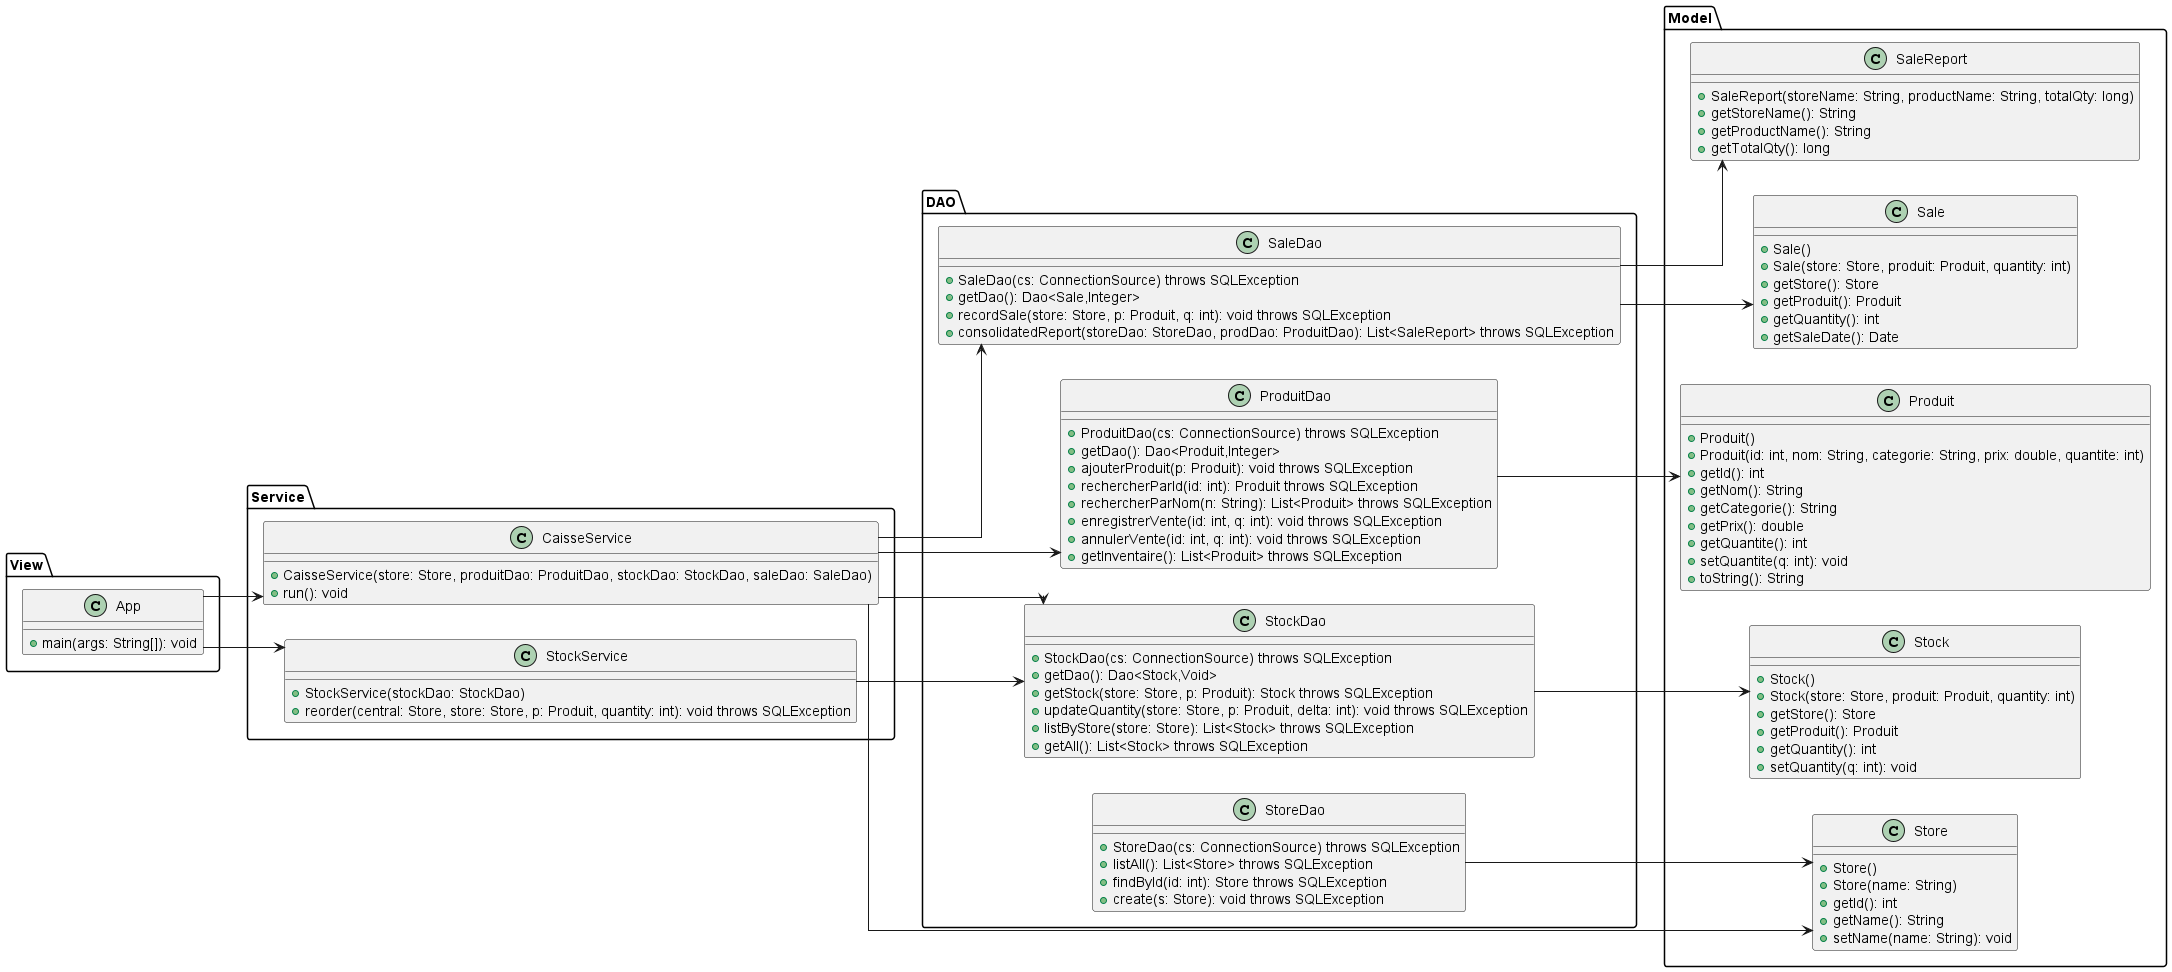 View
C App
main(args: String[]): void
Service
C CaisseService
CaisseService(store: Store, produitDao: ProduitDao, stockDao: StockDao, saleDao: SaleDao)
run(): void
C StockService
StockService(stockDao: StockDao)
reorder(central: Store, store: Store, p: Produit, quantity: int): void throws SQLException
DAO
C SaleDao
SaleDao(cs: ConnectionSource) throws SQLException
getDao(): Dao<Sale,Integer>
recordSale(store: Store, p: Produit, q: int): void throws SQLException
consolidatedReport(storeDao: StoreDao, prodDao: ProduitDao): List<SaleReport> throws SQLException
C ProduitDao
ProduitDao(cs: ConnectionSource) throws SQLException
getDao(): Dao<Produit,Integer>
ajouterProduit(p: Produit): void throws SQLException
rechercherParId(id: int): Produit throws SQLException
rechercherParNom(n: String): List<Produit> throws SQLException
enregistrerVente(id: int, q: int): void throws SQLException
annulerVente(id: int, q: int): void throws SQLException
getInventaire(): List<Produit> throws SQLException
C StockDao
StockDao(cs: ConnectionSource) throws SQLException
getDao(): Dao<Stock,Void>
getStock(store: Store, p: Produit): Stock throws SQLException
updateQuantity(store: Store, p: Produit, delta: int): void throws SQLException
listByStore(store: Store): List<Stock> throws SQLException
getAll(): List<Stock> throws SQLException
C StoreDao
StoreDao(cs: ConnectionSource) throws SQLException
listAll(): List<Store> throws SQLException
findById(id: int): Store throws SQLException
create(s: Store): void throws SQLException
Model
C SaleReport
SaleReport(storeName: String, productName: String, totalQty: long)
getStoreName(): String
getProductName(): String
getTotalQty(): long
C Sale
Sale()
Sale(store: Store, produit: Produit, quantity: int)
getStore(): Store
getProduit(): Produit
getQuantity(): int
getSaleDate(): Date
C Produit
Produit()
Produit(id: int, nom: String, categorie: String, prix: double, quantite: int)
getId(): int
getNom(): String
getCategorie(): String
getPrix(): double
getQuantite(): int
setQuantite(q: int): void
toString(): String
C Stock
Stock()
Stock(store: Store, produit: Produit, quantity: int)
getStore(): Store
getProduit(): Produit
getQuantity(): int
setQuantity(q: int): void
C Store
Store()
Store(name: String)
getId(): int
getName(): String
setName(name: String): void